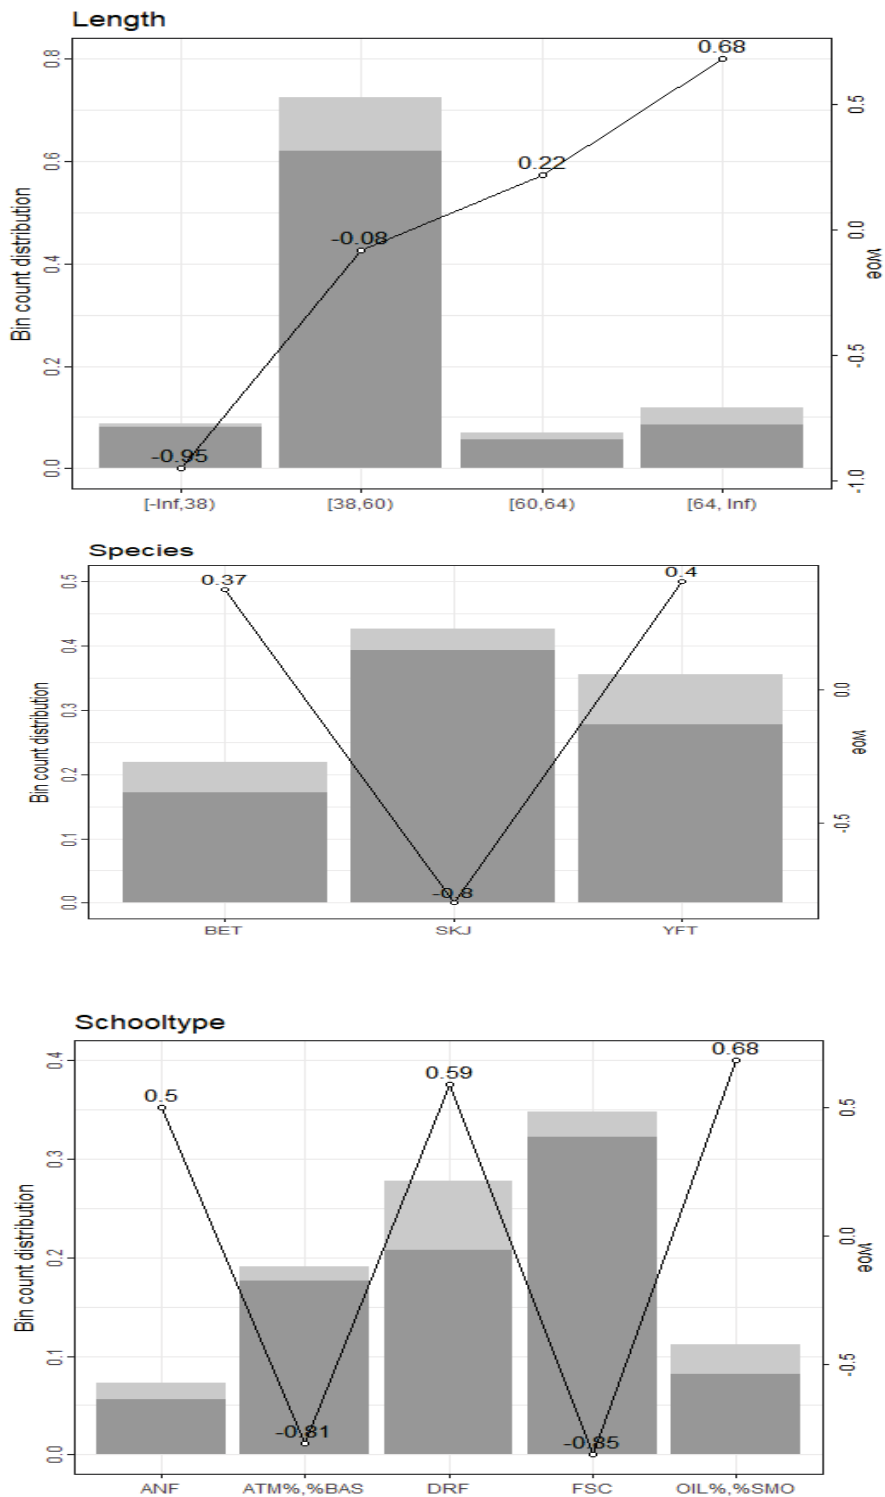 Length
0.68
0.22
-0.08
-0.95
0.8
0.6
0.4
0.2
0.0
Bin count distribution
0.5
0.0
-0.5
-1.0
woe
[-Inf,38)
[38,60)
[60,64)
[64, Inf)
Species
0.37
0.4
-0.8
0.5
0.4
0.3
0.2
0.1
0.0
Bin count distribution
0.0
-0.5
woe
BET
SKJ
YFT
Schooltype
0.5
0.59
0.68
-0.81
-0.85
0.4
0.3
0.2
0.1
0.0
Bin count distribution
0.5
0.0
-0.5
woe
ANF
ATM%,%BAS
DRF
FSC
OIL%,%SMO